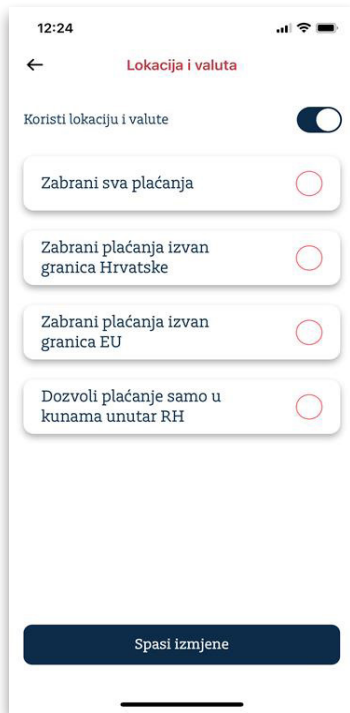 12:24
Lokacija i valuta
Koristi lokaciju i valute
Zabrani sva plaćanja
Zabrani plaćanja izvan
granica Hrvatske
Zabrani plaćanja izvan
granica EU
Dozvoli plaćanje samo u
kunama unutar RH
Spasi izmjene